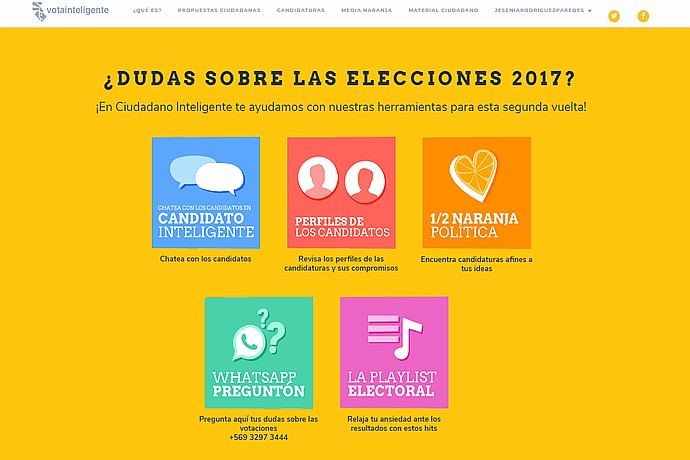 votainteligente
¿QUÉ ES?
PROPUESTAS CIUDADANAS
CANDIDATURAS
MEDIA NARANJA
MATERIAL CIUDADANO
JESENIARODRIGUEZPAREDES
¿DUDAS SOBRE LAS ELECCIONES 2017?
¡En Ciudadano Inteligente te ayudamos con nuestras herramientas para esta segunda vuelta!
CHATEA CON LOS CANDIDATOS EN
CANDIDATO
INTELIGENTE
Chatea con los candidatos
PERFILES DE
LOS CANDIDATOS
Revisa los perfiles de las
candidaturas y sus compromisos
1/2 NARANJA
POLÍTICA
Encuentra candidaturas afines a
tus ideas
WHATSAPP
PREGUNTÓN
Pregunta aquí tus dudas sobre las
votaciones
+569 3297 3444
LA PLAYLIST
ELECTORAL
Relaja tu ansiedad ante los
resultados con estos hits